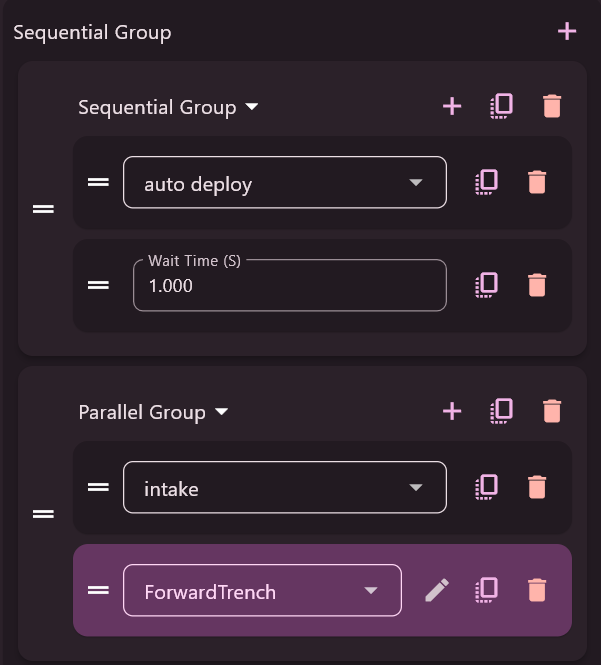 Sequential Group
Sequential Group
auto deploy
Wait Time (S)
1.000
Parallel Group
intake
ForwardTrench